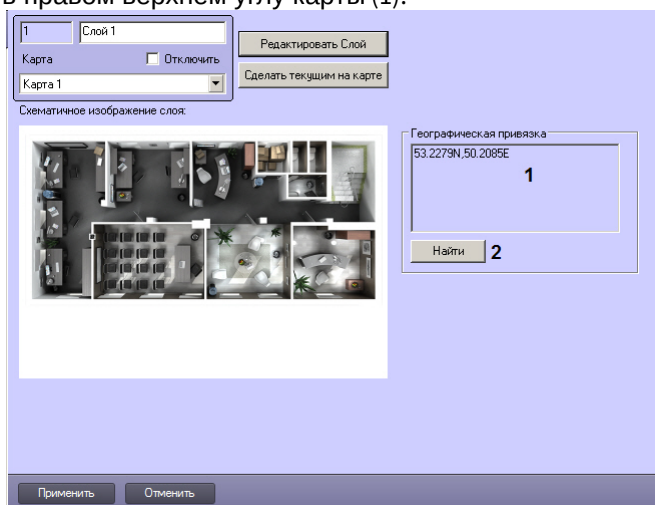 в правом верхнем углу карты (1).
1 Слой 1
Редактировать Слой
Карта Отключить
Сделать текущим на карте
Карта 1
Схематичное изображение слоя:
Географическая привязка
53.2279N,50.2085E
1
Найти 2
Применить Отменить